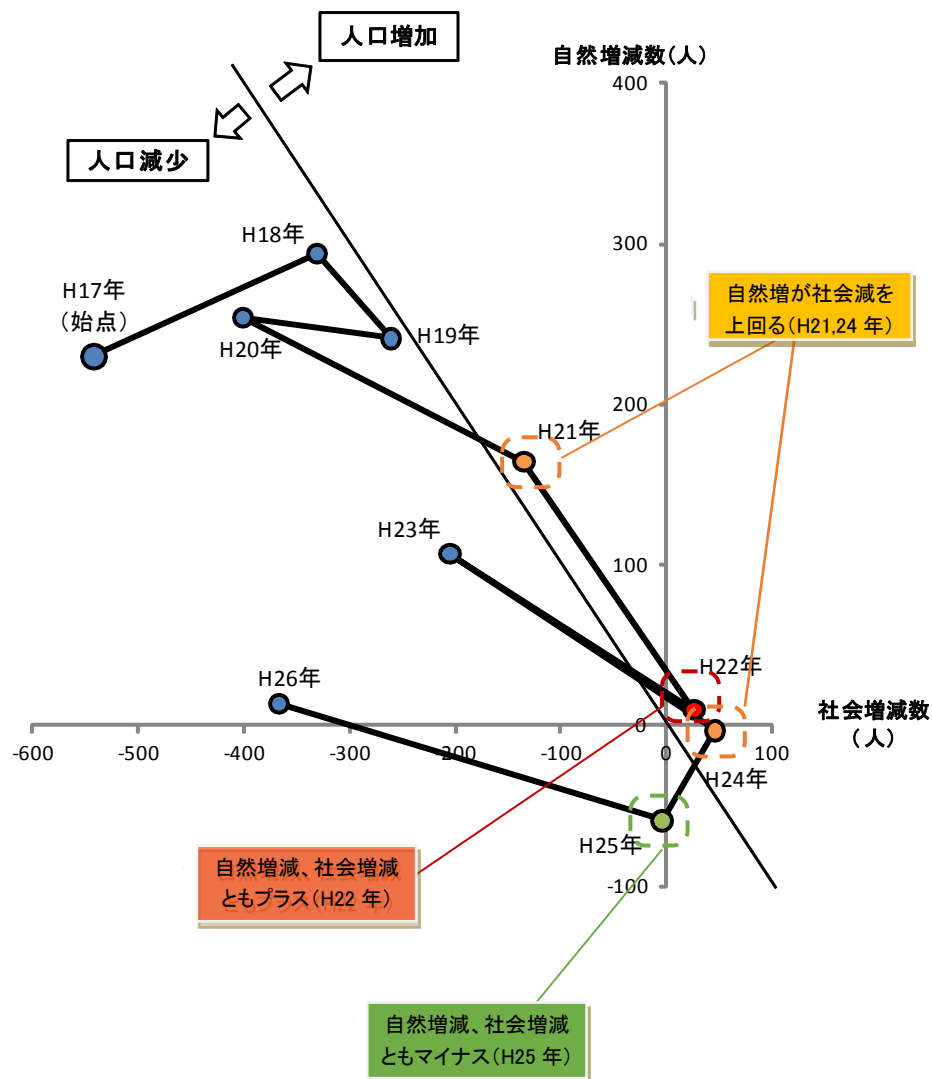 人口増加
自然増減数(人)
400
人口減少
H18年
300
H17年
(始点)
自然増が社会減を
上回る(H21,24 年)
H19年
H20年
200
H21年
H23年
100
H22年
H26年
社会増減数
(人)
0
-600
-500
-400
-300
-200
-100
0
100
H24年
H25年
自然増減、社会増減
ともプラス(H22 年)
-100
自然増減、社会増減
ともマイナス(H25 年)